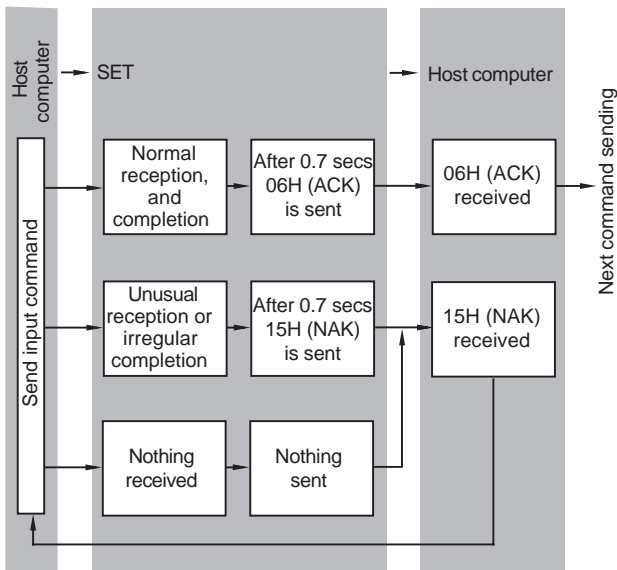 Host
computer
SET
Host computer
Send input command
Normal
reception,
and
completion
After 0.7 secs
06H (ACK)
is sent
06H (ACK)
received
Next command sending
Unusual
reception or
irregular
completion
After 0.7 secs
15H (NAK)
is sent
15H (NAK)
received
Nothing
received
Nothing
sent